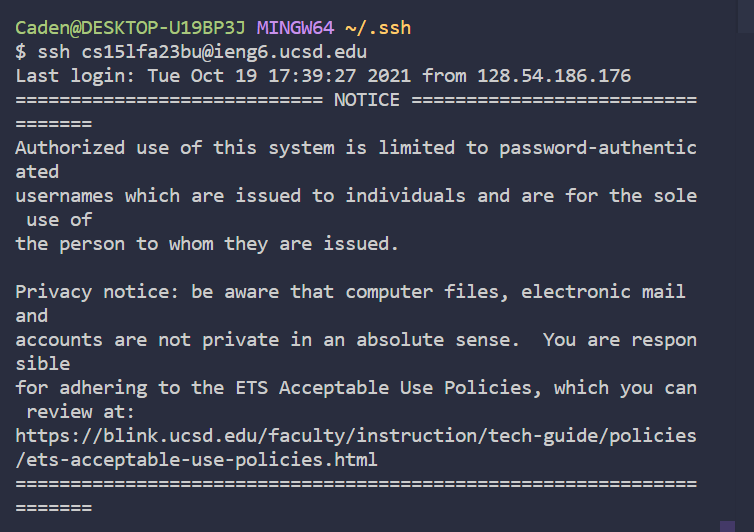 Caden@DESKTOP-U19BP3J MINGW64 ~/.ssh
$ ssh cs15lfa23bu@ieng6.ucsd.edu
Last login: Tue Oct 19 17:39:27 2021 from 128.54.186.176
============================ NOTICE ==========================
=======
Authorized use of this system is limited to password-authentic
ated
usernames which are issued to individuals and are for the sole
 use of
the person to whom they are issued.

Privacy notice: be aware that computer files, electronic mail
and
accounts are not private in an absolute sense.  You are respon
sible
for adhering to the ETS Acceptable Use Policies, which you can
 review at:
https://blink.ucsd.edu/faculty/instruction/tech-guide/policies
/ets-acceptable-use-policies.html
==============================================================
=======